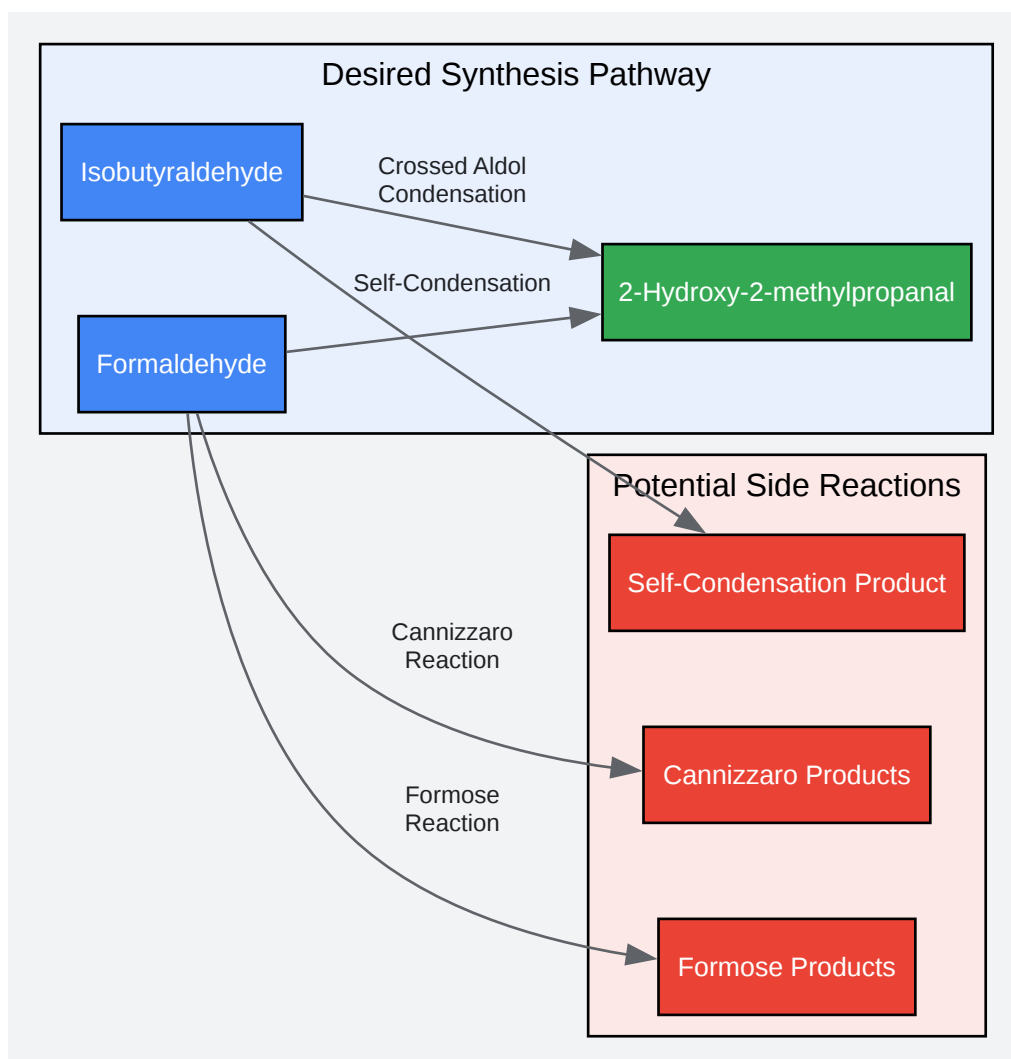 Desired Synthesis Pathway
Isobutyraldehyde
Crossed Aldol
Condensation
Self-Condensation
2-Hydroxy-2-methylpropanal
Formaldehyde
Potential Side Reactions
Self-Condensation Product
Cannizzaro
Reaction
Cannizzaro Products
Formose
Reaction
Formose Products